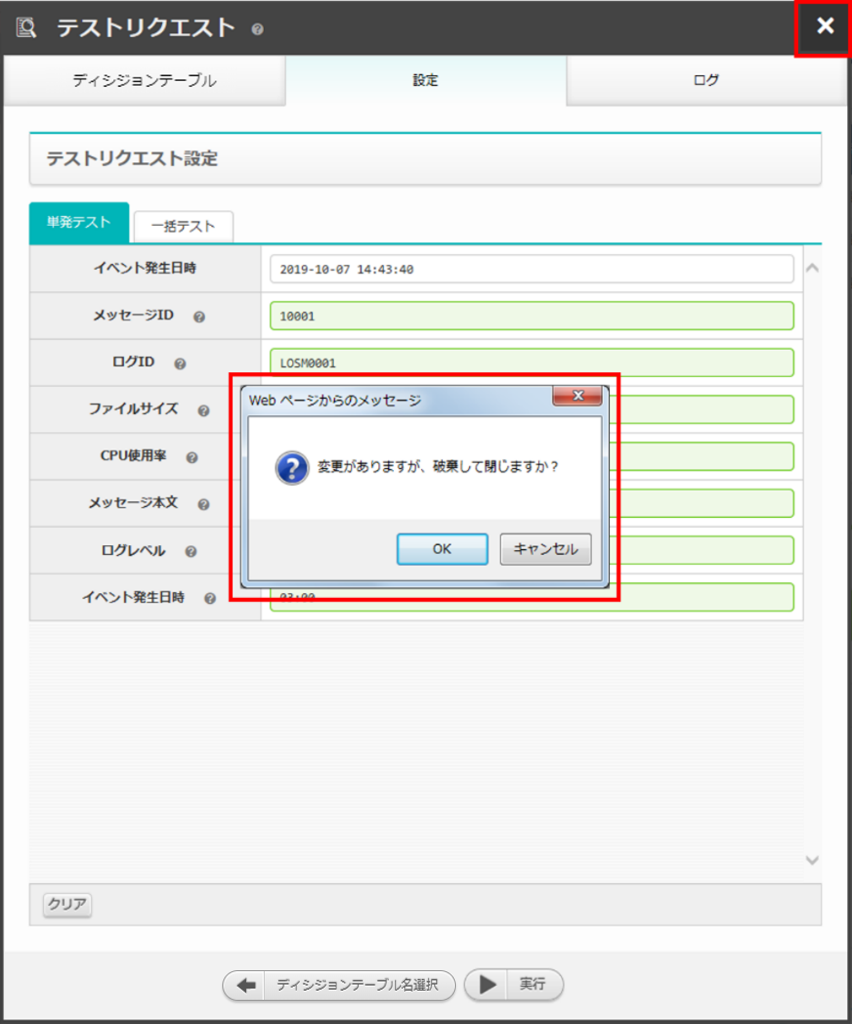 テストリクエスト
ディシジョンテーブル
設定
ログ
テストリクエスト設定
単発テスト
一括テスト
イベント発生日時
2019-10-07 14:43:40
メッセージID
10001
ログID
LOSM0001
ファイルサイズ
CPU使用率
メッセージ本文
ログレベル
イベント発生日時
03:00
Web ページからのメッセージ
変更がありますが、破棄して閉じますか？
OK
キャンセル
クリア
ディシジョンテーブル名選択
実行